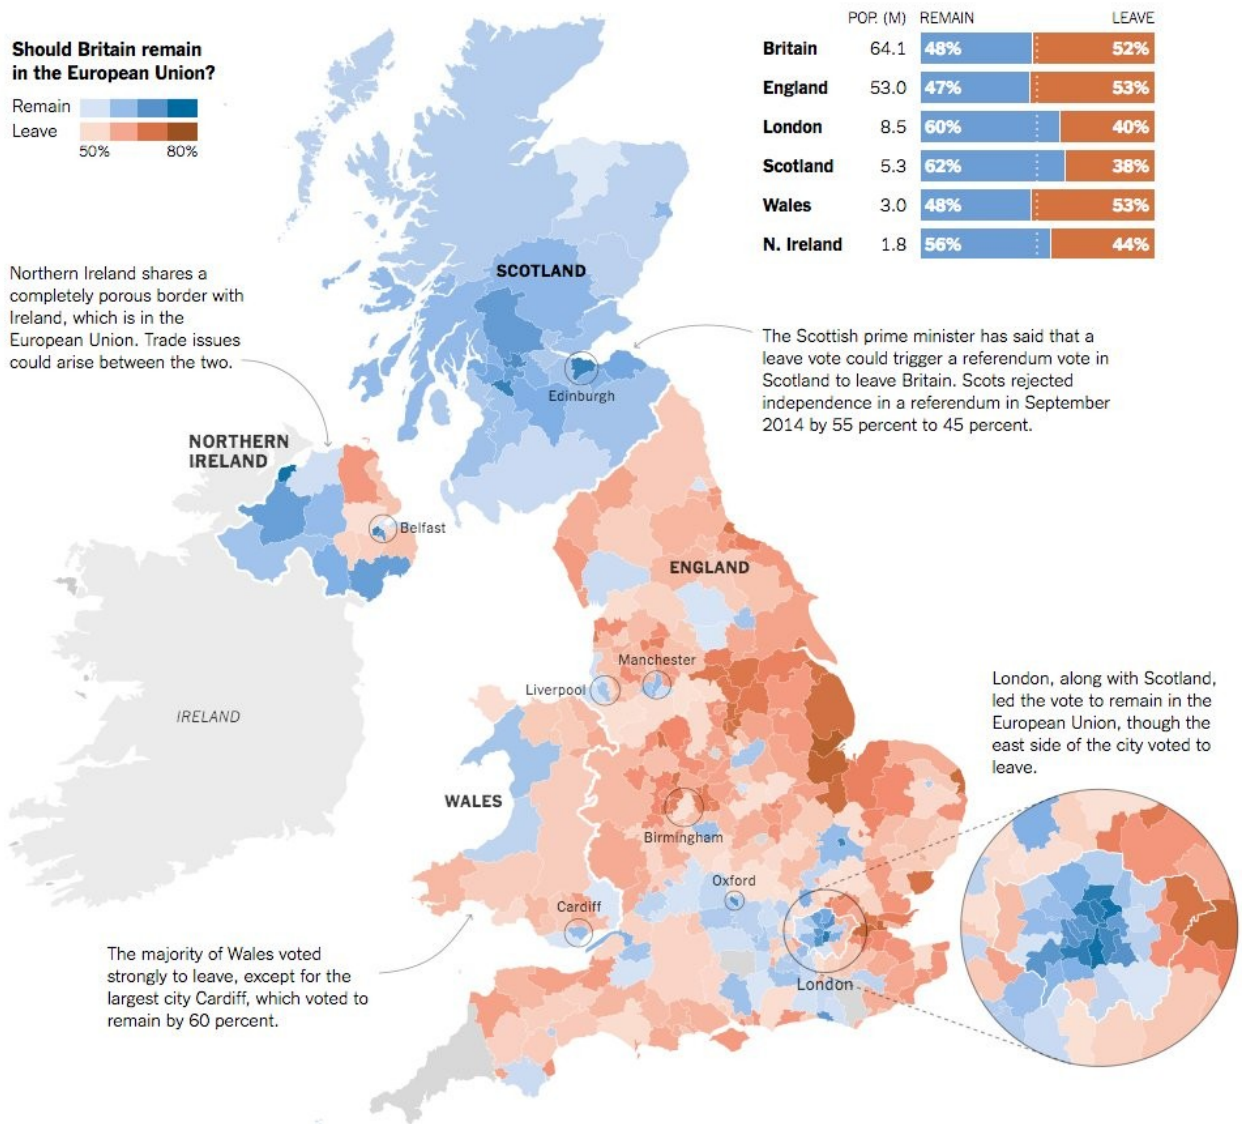 Should Britain remain
in the European Union?
Remain
Leave
50% 80%
POP. (M) REMAIN LEAVE
Britain 64.1 48% 52%
England 53.0 47% 53%
London 8.5 60% 40%
Scotland 5.3 62% 38%
Wales 3.0 48% 53%
N. Ireland 1.8 56% 44%
Northern Ireland shares a
completely porous border with
Ireland, which is in the
European Union. Trade issues
could arise between the two.
SCOTLAND
The Scottish prime minister has said that a
leave vote could trigger a referendum vote in
Scotland to leave Britain. Scots rejected
independence in a referendum in September
2014 by 55 percent to 45 percent.
Edinburgh
NORTHERN
IRELAND
Belfast
ENGLAND
Manchester
Liverpool
IRELAND
London, along with Scotland,
led the vote to remain in the
European Union, though the
east side of the city voted to
leave.
WALES
Birmingham
Oxford
Cardiff
London
The majority of Wales voted
strongly to leave, except for the
largest city Cardiff, which voted to
remain by 60 percent.